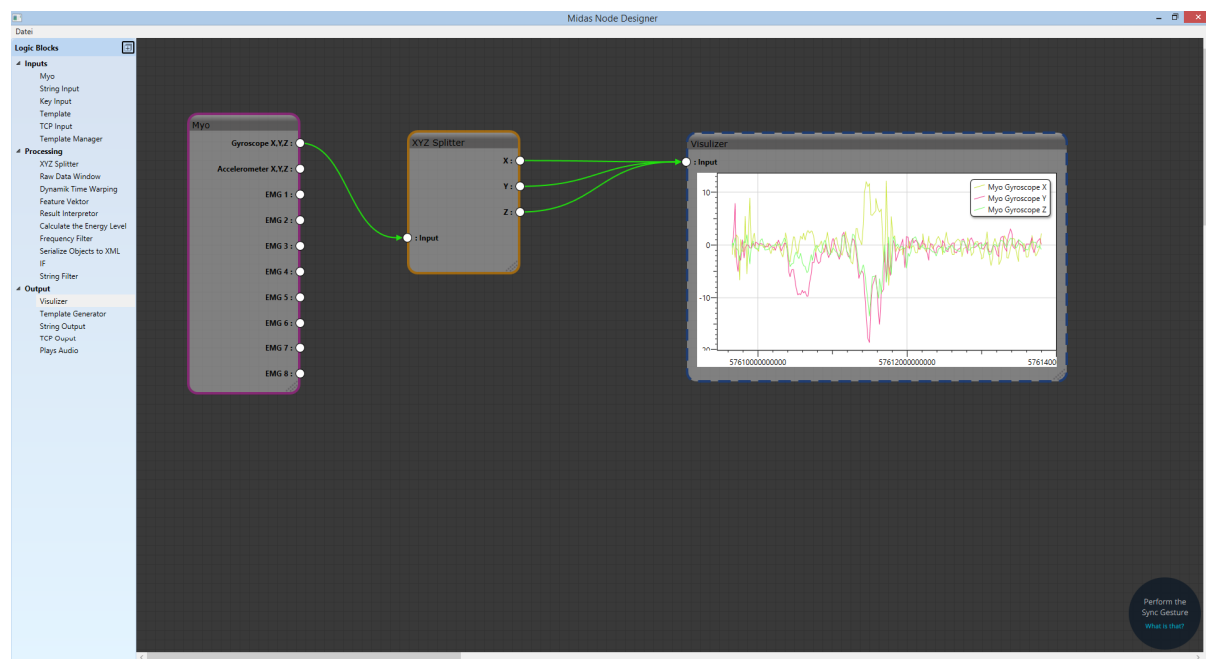 Midas Node Designer
Datei
Logic Blocks
Inputs
Myo
String Input
Key Input
Template
TCP Input
Template Manager
Processing
XYZ Splitter
Raw Data Window
Dynamik Time Warping
Feature Vektor
Result Interpretor
Calculate the Energy Level
Frequency Filter
Serialize Objects to XML
IF
String Filter
Output
Visulizer
Template Generator
String Output
TCP Ouput
Plays Audio
Myo
Gyroscope X,Y,Z :
Accelerometer X,Y,Z :
EMG 1 :
EMG 2 :
EMG 3 :
EMG 4 :
EMG 5 :
EMG 6 :
EMG 7 :
EMG 8 :
XYZ Splitter
X :
Y :
Z :
: Input
Visulizer
: Input
10
0
-10
57610000000000
57612000000000
5761400
Myo Gyroscope X
Myo Gyroscope Y
Myo Gyroscope Z
Perform the
Sync Gesture
What is that?